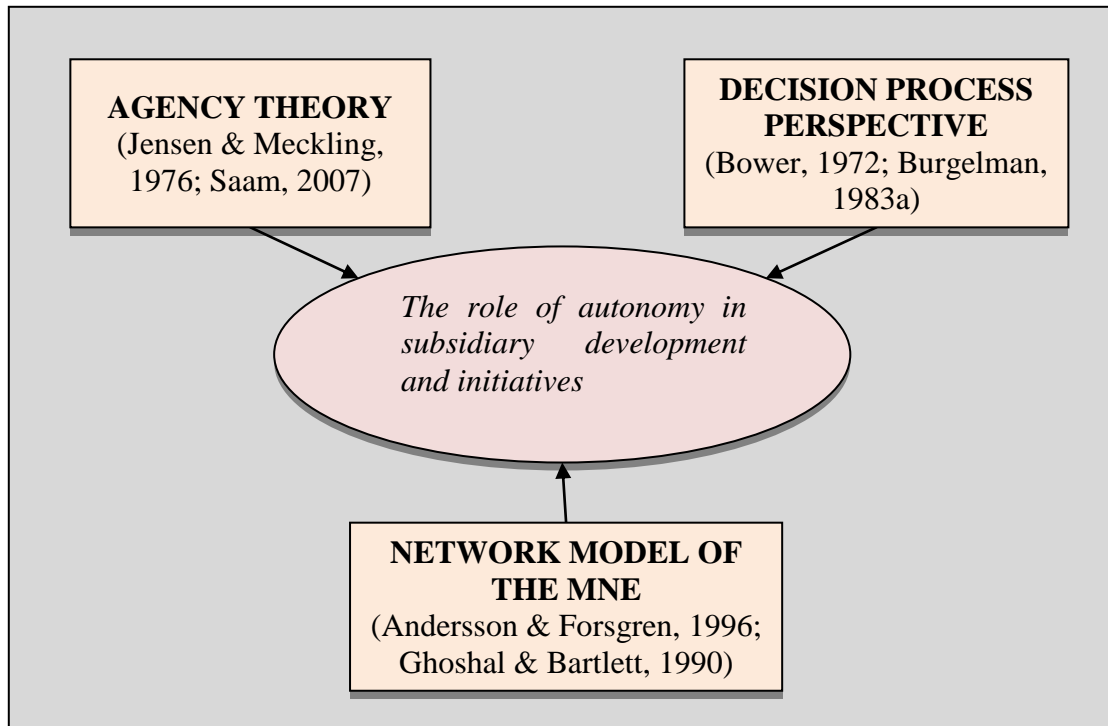 AGENCY THEORY
(Jensen & Meckling,
1976; Saam, 2007)
DECISION PROCESS
PERSPECTIVE
(Bower, 1972; Burgelman,
1983a)
The role of autonomy in
subsidiary development
and initiatives
NETWORK MODEL OF
THE MNE
(Andersson & Forsgren, 1996;
Ghoshal & Bartlett, 1990)